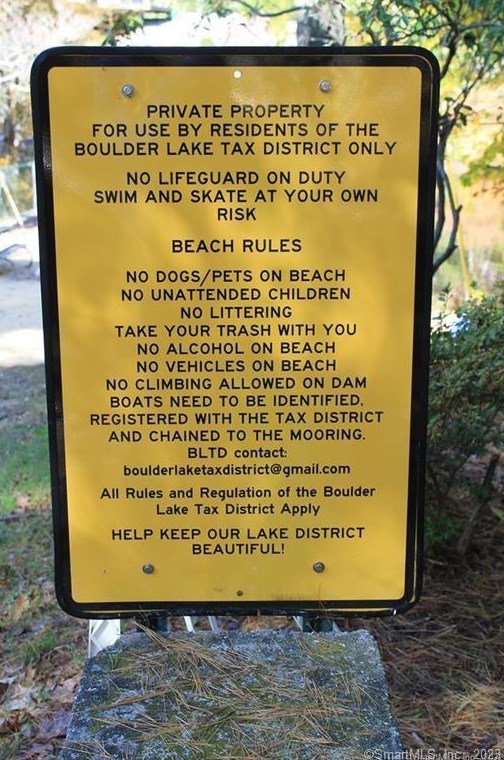 PRIVATE PROPERTY
FOR USE BY RESIDENTS OF THE
BOULDER LAKE TAX DISTRICT ONLY
NO LIFEGUARD ON DUTY
SWIM AND SKATE AT YOUR OWN
RISK
BEACH RULES
NO DOGS/PETS ON BEACH
NO UNATTENDED CHILDREN
NO LITTERING
TAKE YOUR TRASH WITH YOU
NO ALCOHOL ON BEACH
NO VEHICLES ON BEACH
NO CLIMBING ALLOWED ON DAM
BOATS NEED TO BE IDENTIFIED,
REGISTERED WITH THE TAX DISTRICT
AND CHAINED TO THE MOORING.
BLTD contact:
boulderlaketaxdistrict@gmail.com
All Rules and Regulation of the Boulder
Lake Tax District Apply
HELP KEEP OUR LAKE DISTRICT
BEAUTIFUL!
©SmartMLS, Inc.